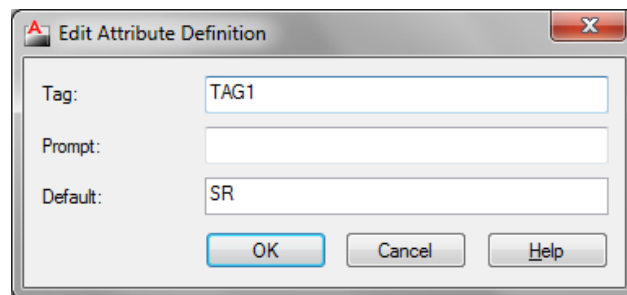 Edit Attribute Definition
Tag: TAG1
Prompt:
Default: SR
OK Cancel Help